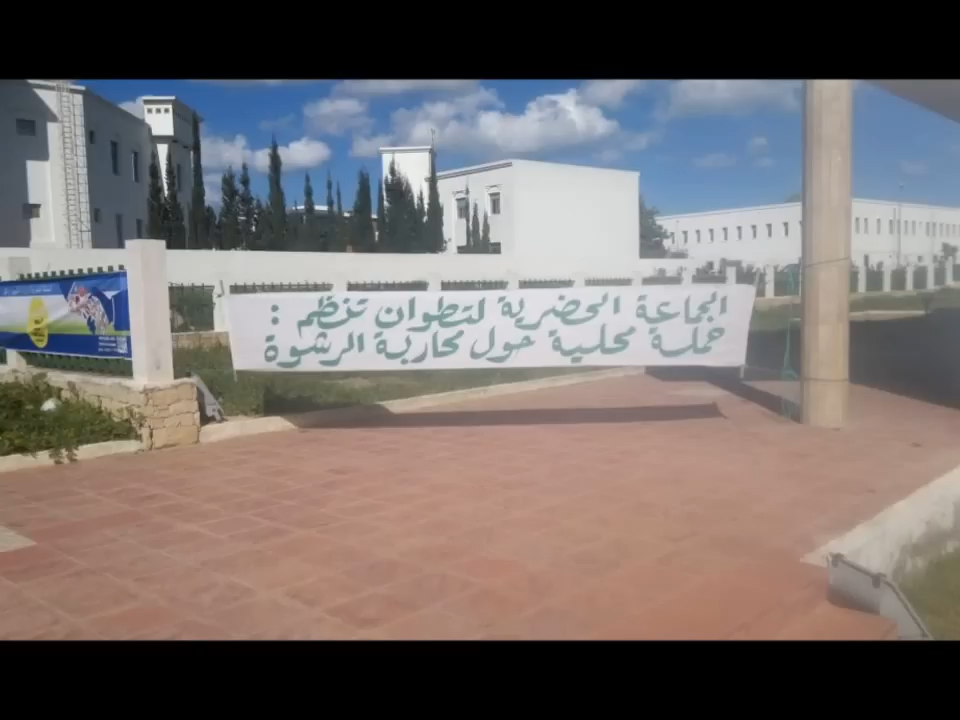 الجماعة الحضرية لتطوان تنظم :
حملة محلية حول محاربة الرشوة